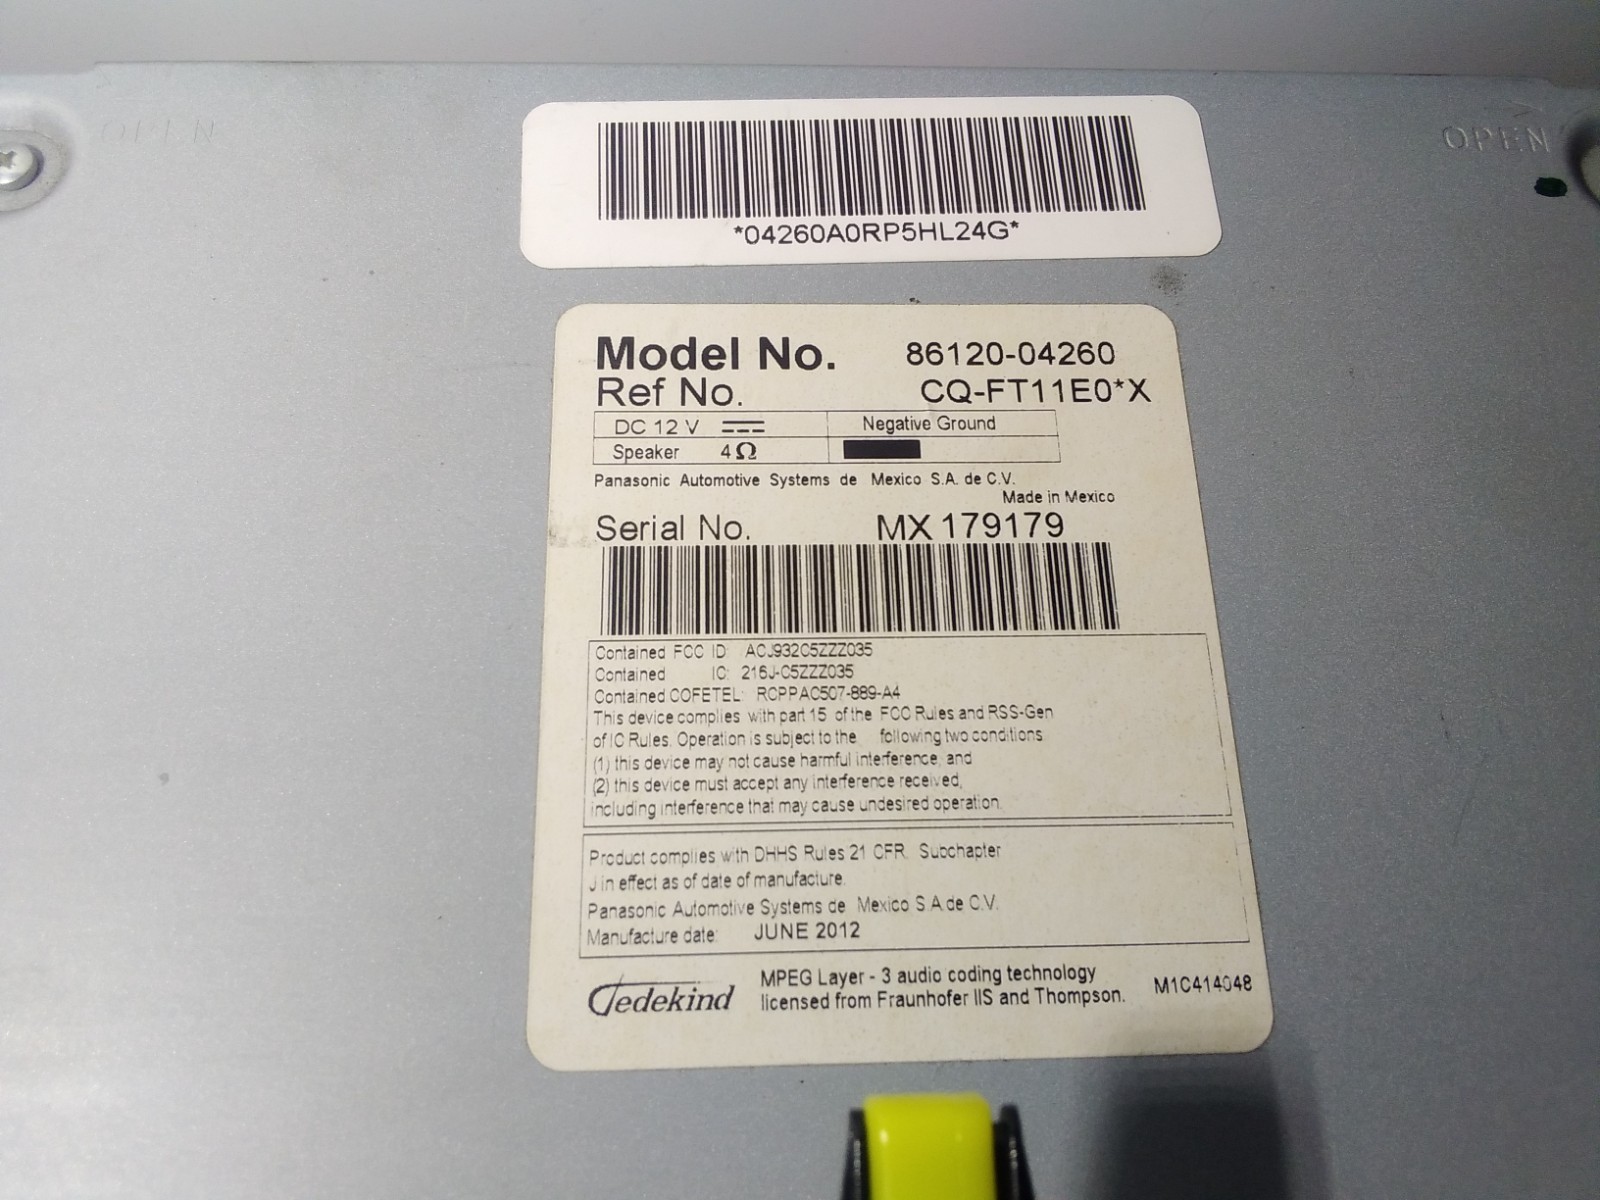 OPEN
OPEN
*04260A0RP5HL24G*
Model No. 86120-04260
Ref No. CQ-FT11E0*X
DC 12 V Negative Ground
Speaker 4Ω
Panasonic Automotive Systems de Mexico S.A. de C.V.
Made in Mexico
Serial No. MX 179179
Contained FCC ID: ACJ932C5ZZZ035
Contained IC: 216J-C5ZZZ035
Contained COFETEL: RCPPAC507-889-A4
This device complies with part 15 of the FCC Rules and RSS-Gen
of IC Rules. Operation is subject to the following two conditions
(1) this device may not cause harmful interference, and
(2) this device must accept any interference received,
including interference that may cause undesired operation.
Product complies with DHHS Rules 21 CFR. Subchapter
J in effect as of date of manufacture.
Panasonic Automotive Systems de Mexico S.A de C.V.
Manufacture date: JUNE 2012
Jedekind
MPEG Layer - 3 audio coding technology
licensed from Fraunhofer IIS and Thompson.
M1C414048